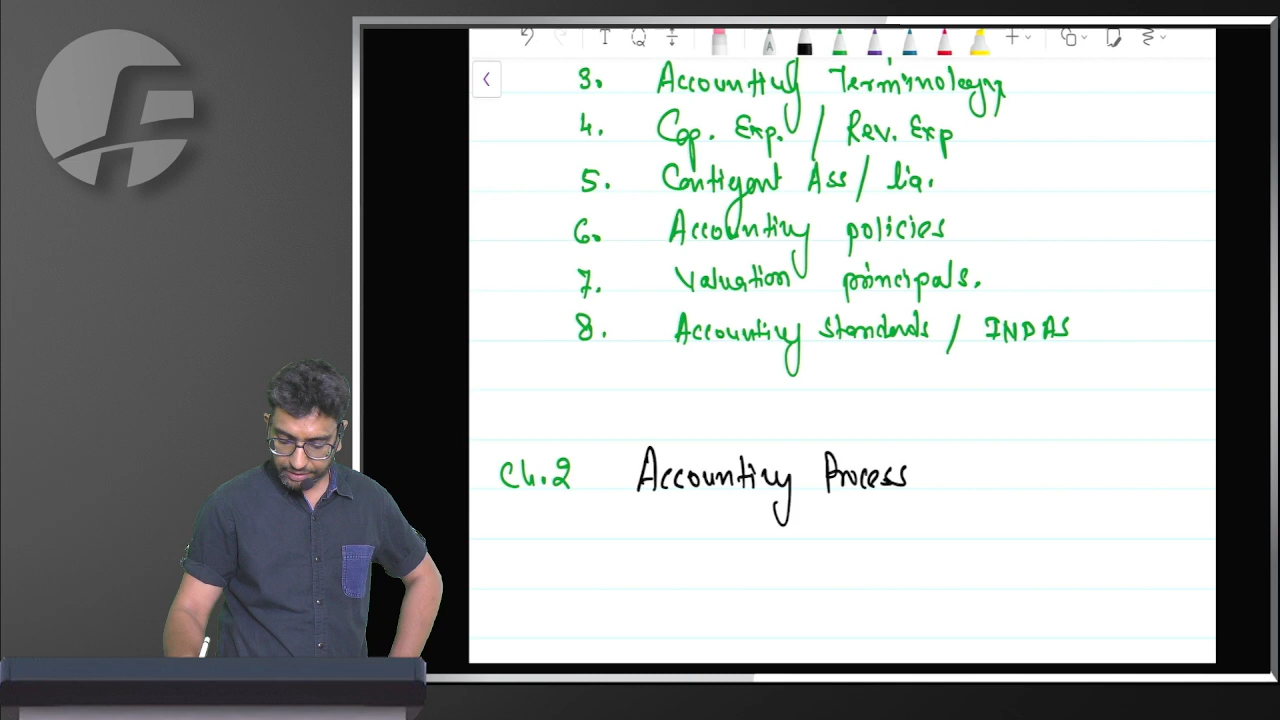 3. Accounting Terminology
4. Cap. Exp. / Rev. Exp
5. Contigent Ass / lia.
6. Accounting policies
7. Valuation principals.
8. Accounting standards / INDAS
Ch.2 Accounting Process